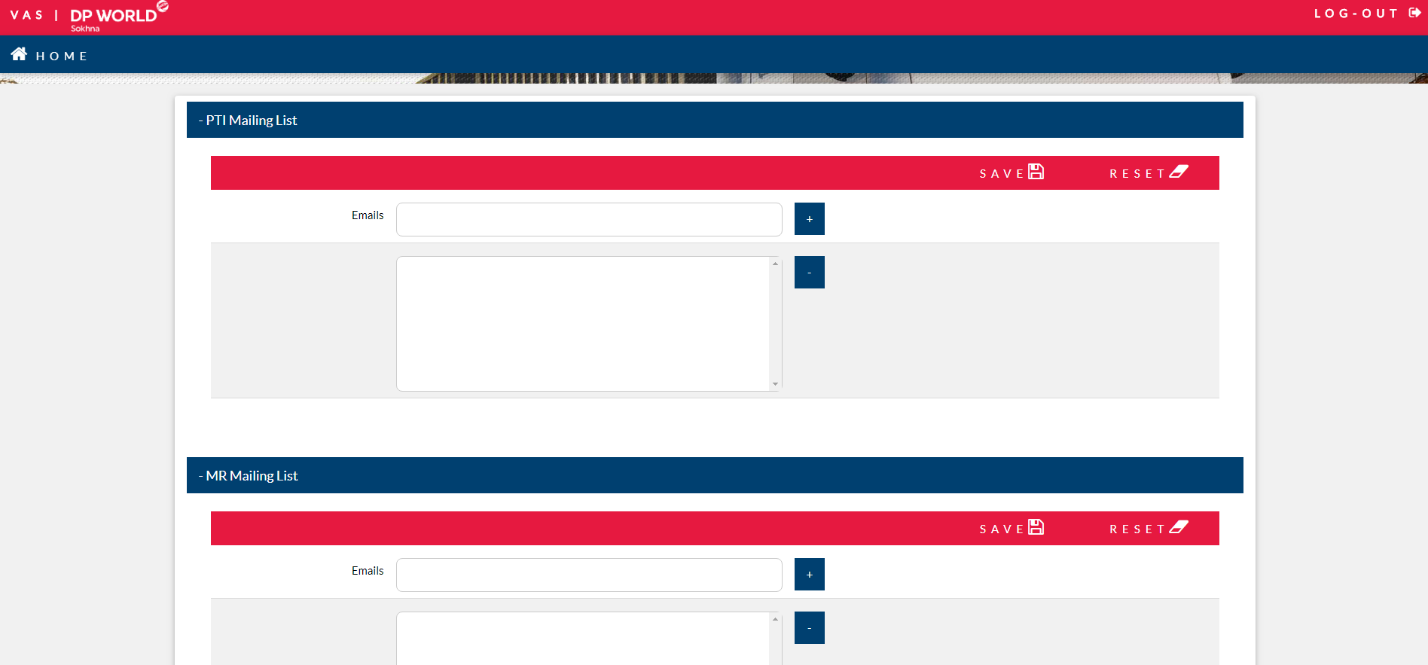 VAS | DP WORLD
Sokhna
LOG-OUT
HOME
- PTI Mailing List
SAVE RESET
Emails +
-
- MR Mailing List
SAVE RESET
Emails +
-